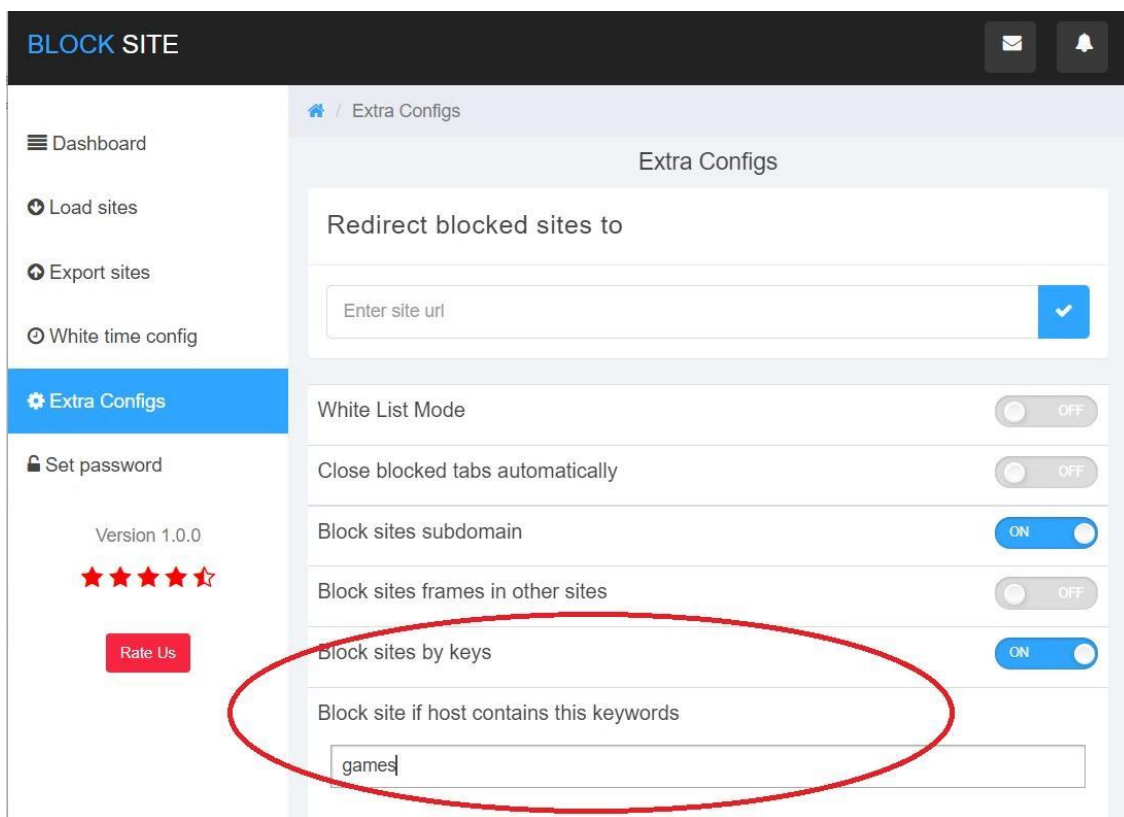 BLOCK SITE
/ Extra Configs
Dashboard
Load sites
Export sites
White time config
Extra Configs
Set password
Version 1.0.0
Rate Us
Extra Configs
Redirect blocked sites to
Enter site url
White List Mode OFF
Close blocked tabs automatically OFF
Block sites subdomain ON
Block sites frames in other sites OFF
Block sites by keys ON
Block site if host contains this keywords
games